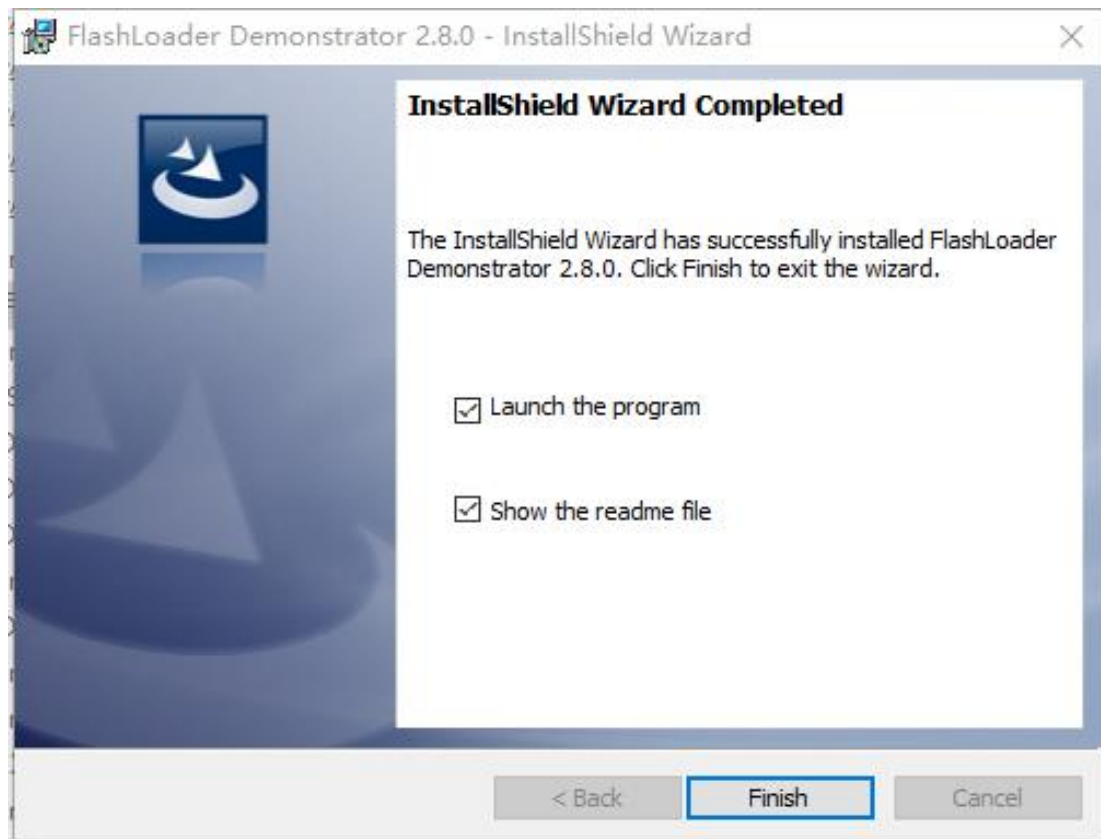 FlashLoader Demonstrator 2.8.0 - InstallShield Wizard
InstallShield Wizard Completed
The InstallShield Wizard has successfully installed FlashLoader
Demonstrator 2.8.0. Click Finish to exit the wizard.
Launch the program
Show the readme file
< Back
Finish
Cancel